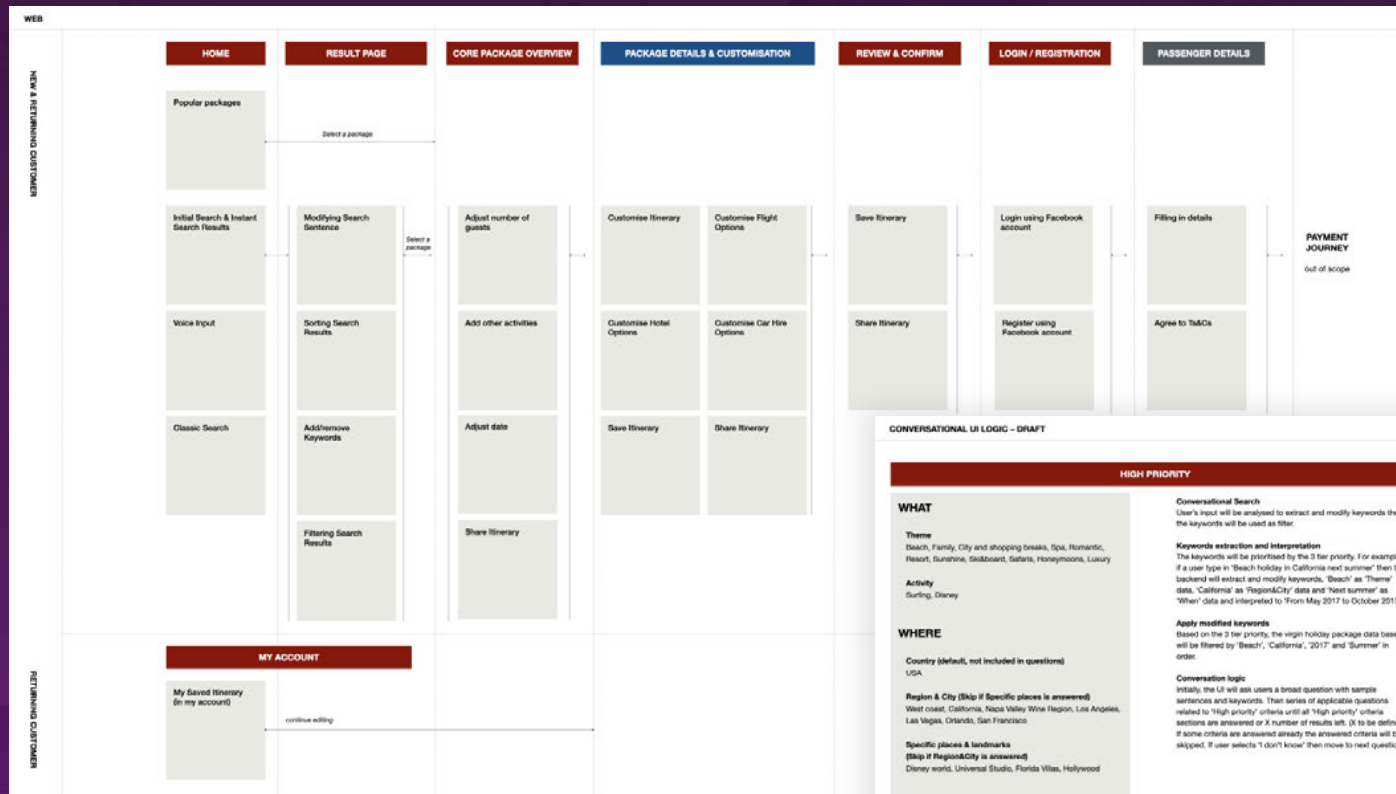 WEB
HOME
RESULT PAGE
CORE PACKAGE OVERVIEW
PACKAGE DETAILS & CUSTOMISATION
REVIEW & CONFIRM
LOGIN / REGISTRATION
PASSENGER DETAILS
NEW & RETURNING CUSTOMER
Popular packages
Select a package
Initial Search & Instant
Search Results
Modifying Search
Sentence
Select a
package
Adjust number of
guests
Customise Itinerary
Customise Flight
Options
Save Itinerary
Login using Facebook
account
Filling in details
PAYMENT
JOURNEY
out of scope
Voice Input
Sorting Search
Results
Add other activities
Customise Hotel
Options
Customise Car Hire
Options
Share Itinerary
Register using
Facebook account
Agree to Ts&Cs
Classic Search
Add/remove
Keywords
Adjust date
Save Itinerary
Share Itinerary
Filtering Search
Results
Share Itinerary
RETURNING CUSTOMER
MY ACCOUNT
My Saved Itinerary
(in my account)
continue editing
CONVERSATIONAL UI LOGIC – DRAFT
HIGH PRIORITY
WHAT
Theme
Beach, Family, City and shopping breaks, Spa, Romantic,
Resort, Sunshine, Ski&board, Safaris, Honeymoons, Luxury
Activity
Surfing, Disney
WHERE
Country (default, not included in questions)
USA
Region & City (Skip if Specific places is answered)
West coast, California, Napa Valley Wine Region, Los Angeles,
Las Vegas, Orlando, San Francisco
Specific places & landmarks
(Skip if Region&City is answered)
Disney world, Universal Studio, Florida Villas, Hollywood
Conversational Search
User's input will be analysed to extract and modify keywords
the keywords will be used as filter.
Keywords extraction and interpretation
The keywords will be prioritised by the 3 tier priority. For
if a user type in 'Beach holiday in California next summer' then
backend will extract and modify keywords, 'Beach' as 'Theme'
data, 'California' as 'Region&City' data and 'Next summer' as
'When' data and interpreted to 'From May 2017 to October
Apply modified keywords
Based on the 3 tier priority, the virgin holiday package data
will be filtered by 'Beach', 'California', '2017' and 'Summer' in
order.
Conversation logic
Initially, the UI will ask users a broad question with sample
sentences and keywords. Then series of applicable questions
related to 'High priority' criteria until all 'High priority' criteria
sections are answered or X number of results left. (X to be
If some criteria are answered already the answered criteria will
skipped. If user selects 'I don't know' then move to next